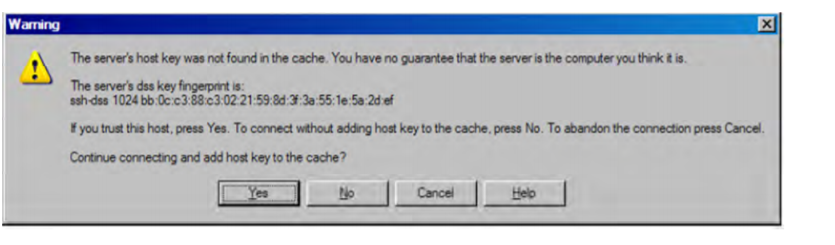 Warning
The server's host key was not found in the cache. You have no guarantee that the server is the computer you think it is.
The server's dss key fingerprint is:
ssh-dss 1024 bb:0c:c3:88:c3:02:21:59:8d:3f:3a:55:1e:5a:2d:ef
If you trust this host, press Yes. To connect without adding host key to the cache, press No. To abandon the connection press Cancel.
Continue connecting and add host key to the cache?
Yes No Cancel Help